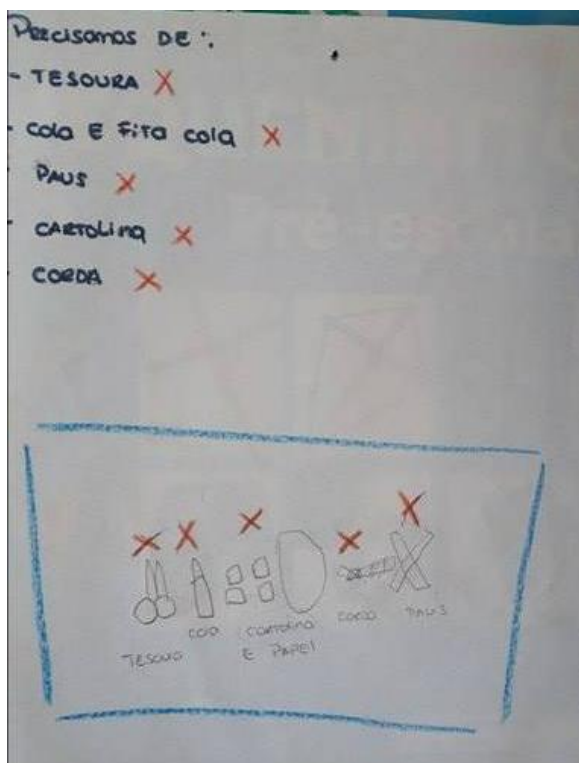 Precisamos DE :.
- TESOURA X
- cola E Fita cola X
PAUS X
CARTOLINA X
CORDA X
X X X X X
TESOURA
cola
cartolina
E PAPEl
corda
PAUS